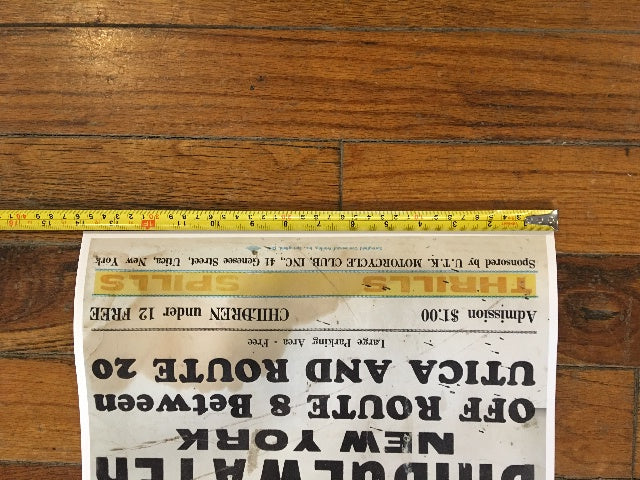 BRIDGEWATER
NEW YORK
OFF ROUTE 8 Between
UTICA AND ROUTE 20
Large Parking Area - Free
Admission $1.00 CHILDREN under 12 FREE
THRILLS SPILLS
Sponsored by U.T.K. MOTORCYCLE CLUB, INC., 41 Genesee Street, Utica, New York